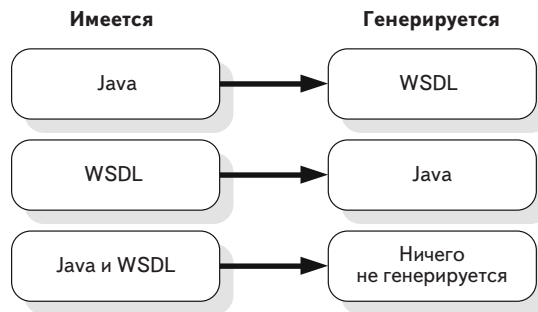 Имеется Генерируется
Java WSDL
WSDL Java
Java и WSDL Ничего
не генерируется